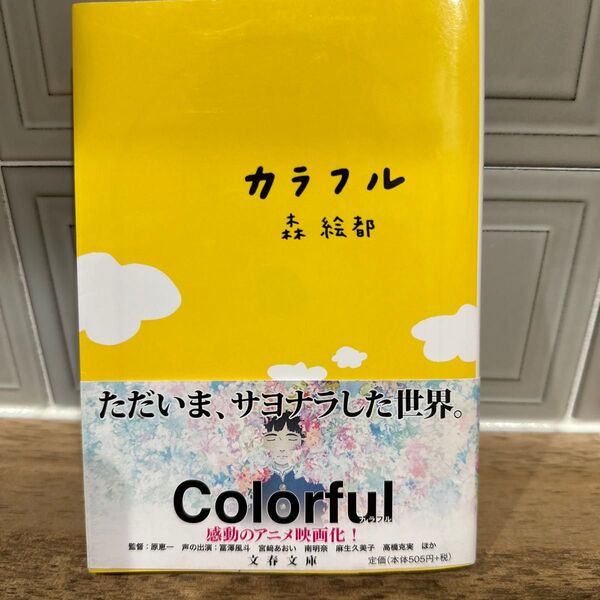 カラフル
森 絵都
ただいま、サヨナラした世界。
Colorful
カラフル
感動のアニメ映画化！
監督：原恵一 声の出演：冨澤風斗 宮﨑あおい 南明奈 麻生久美子 高橋克実 ほか
文春文庫 定価（本体505円+税）